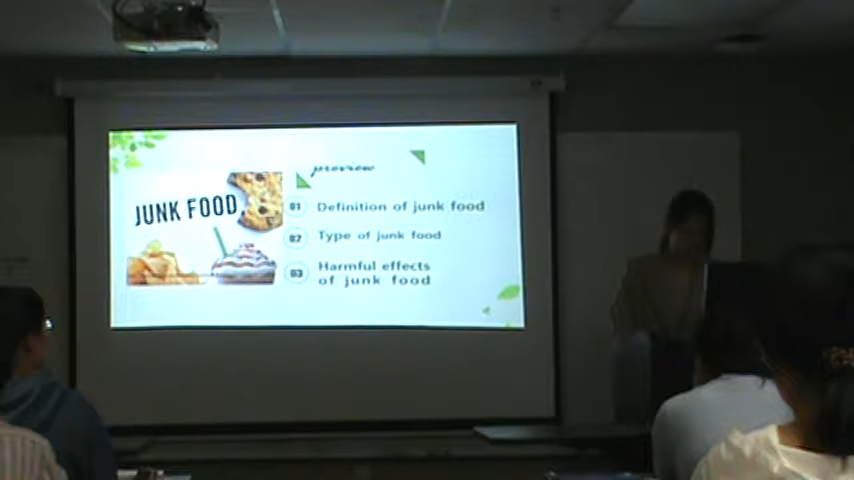 preview
JUNK FOOD
01 Definition of junk food
02 Type of junk food
03 Harmful effects
of junk food